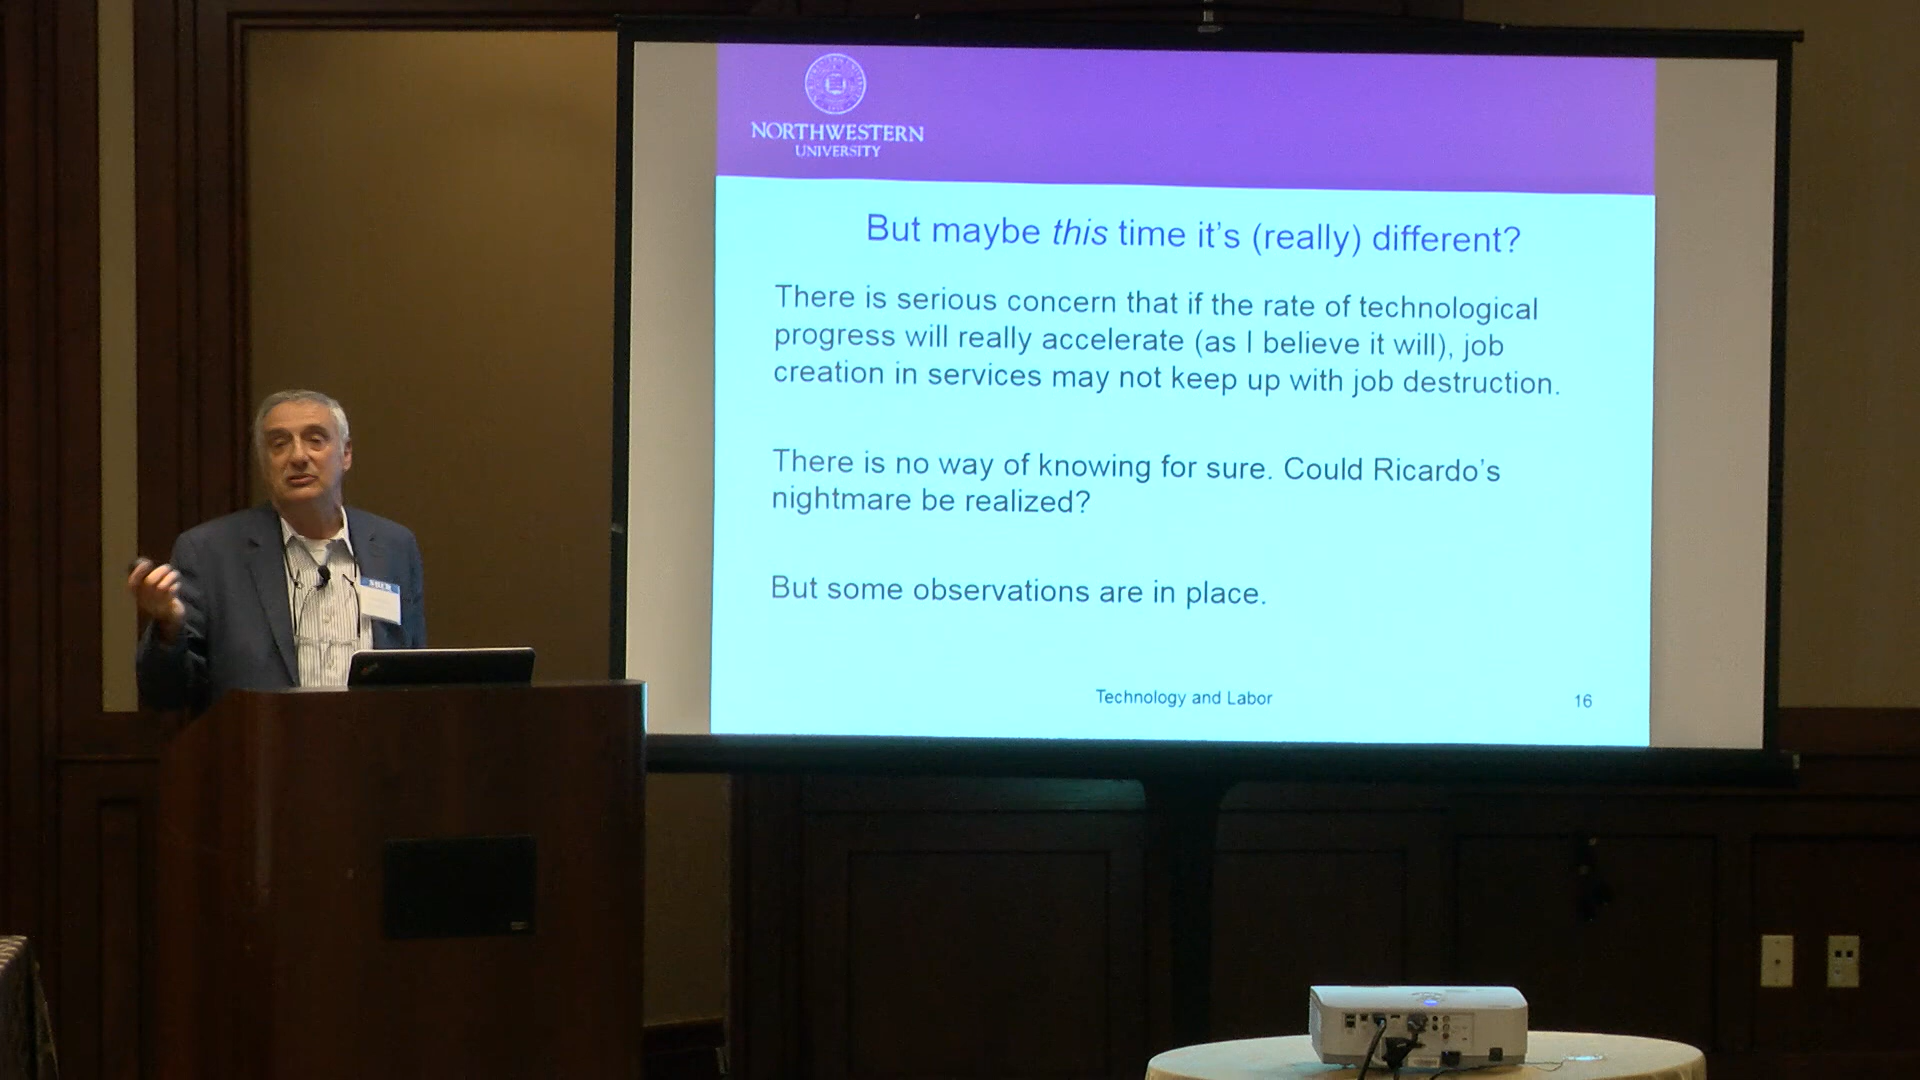 NORTHWESTERN
UNIVERSITY
But maybe this time it's (really) different?
There is serious concern that if the rate of technological
progress will really accelerate (as I believe it will), job
creation in services may not keep up with job destruction.
There is no way of knowing for sure. Could Ricardo's
nightmare be realized?
But some observations are in place.
Technology and Labor
16